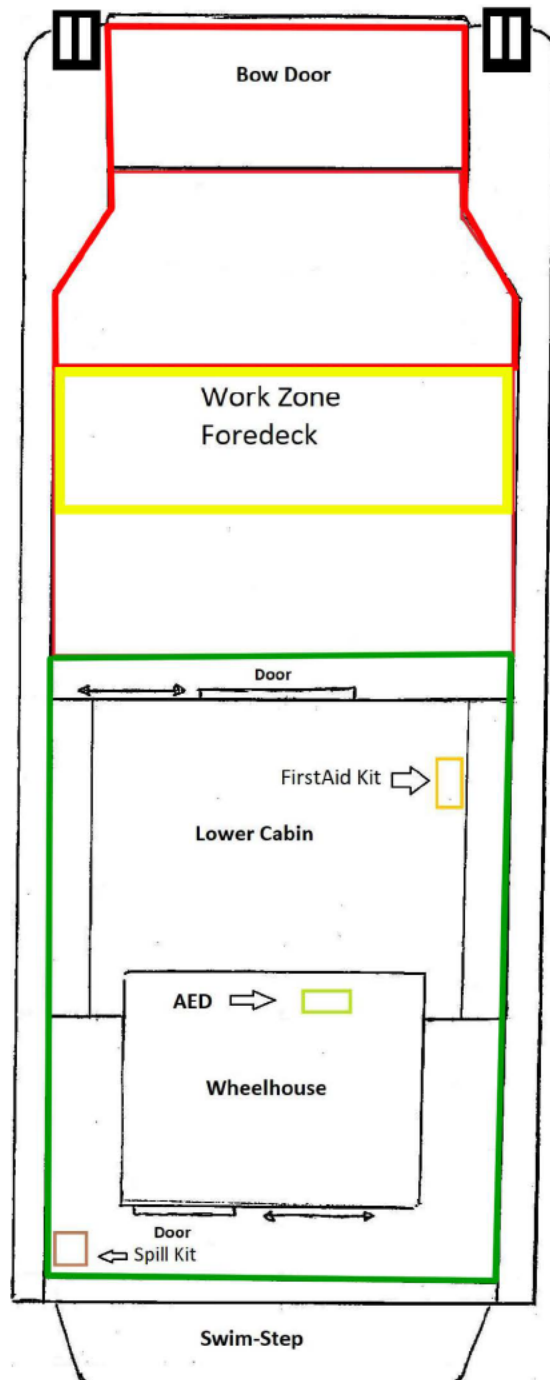 Bow Door
Work Zone
Foredeck
Door
FirstAid Kit
Lower Cabin
AED
Wheelhouse
Door
Spill Kit
Swim-Step